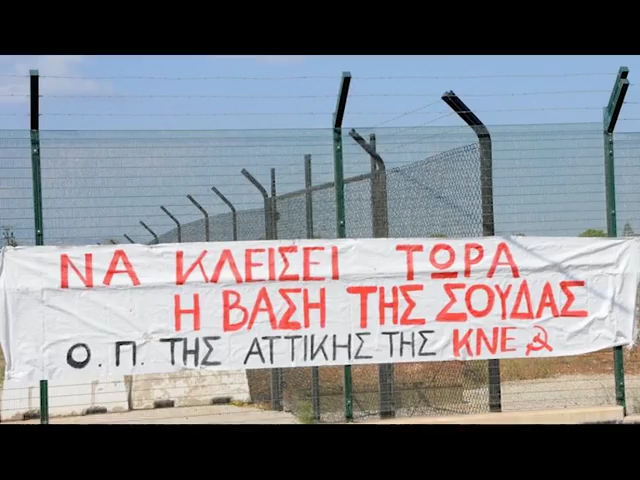 ΝΑ ΚΛΕΙΣΕΙ ΤΩΡΑ
Η ΒΑΣΗ ΤΗΣ ΣΟΥΔΑΣ
Ο. Π. ΤΗΣ ΑΤΤΙΚΗΣ ΤΗΣ ΚΝΕ